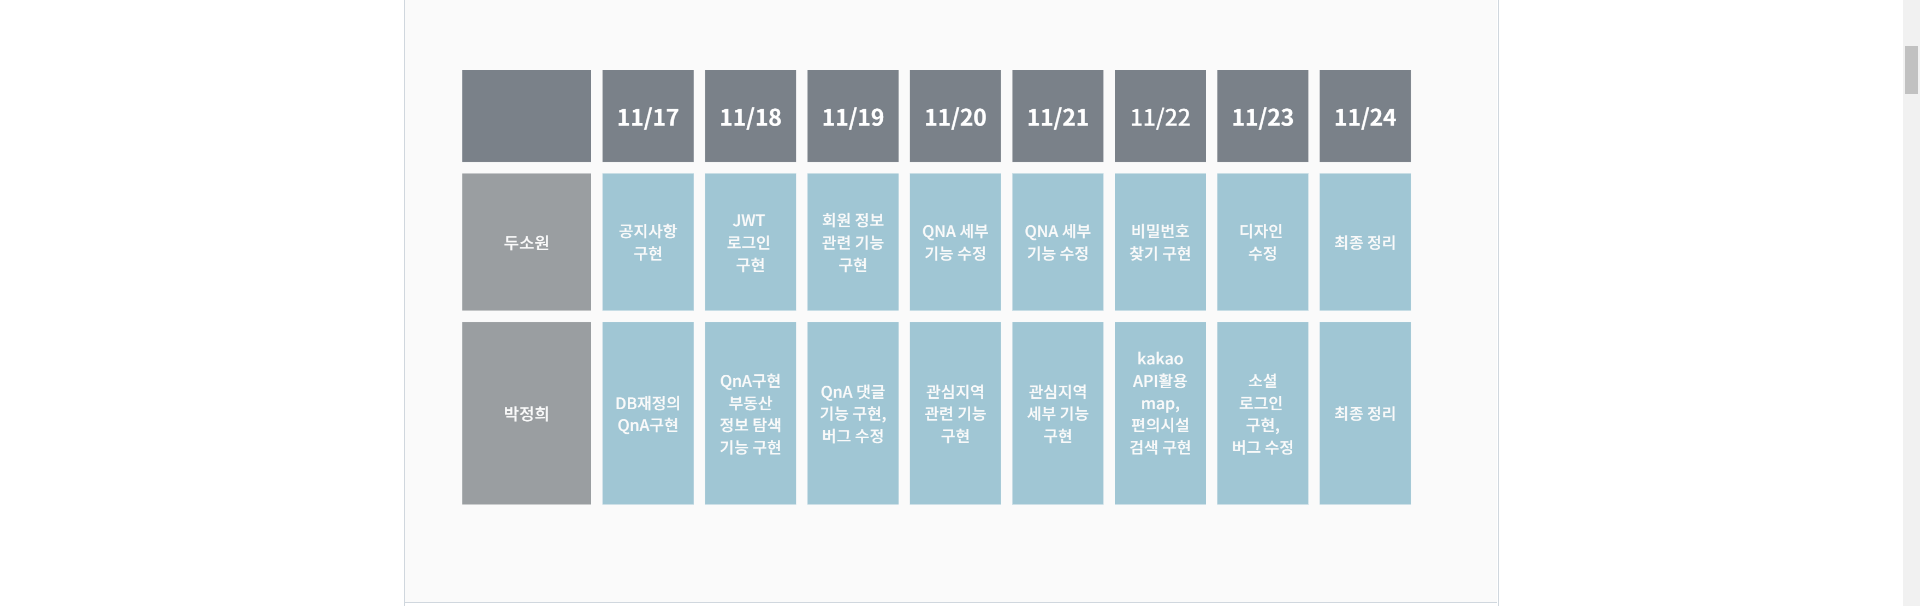 11/17 11/18 11/19 11/20 11/21 11/22 11/23 11/24
두소원
공지사항
구현
JWT
로그인
구현
회원 정보
관련 기능
구현
QNA 세부
기능 수정
QNA 세부
기능 수정
비밀번호
찾기 구현
디자인
수정
최종 정리
박정희
DB재정의
QnA구현
QnA구현
부동산
정보 탐색
기능 구현
QnA 댓글
기능 구현,
버그 수정
관심지역
관련 기능
구현
관심지역
세부 기능
구현
kakao
API활용
map,
편의시설
검색 구현
소셜
로그인
구현,
버그 수정
최종 정리